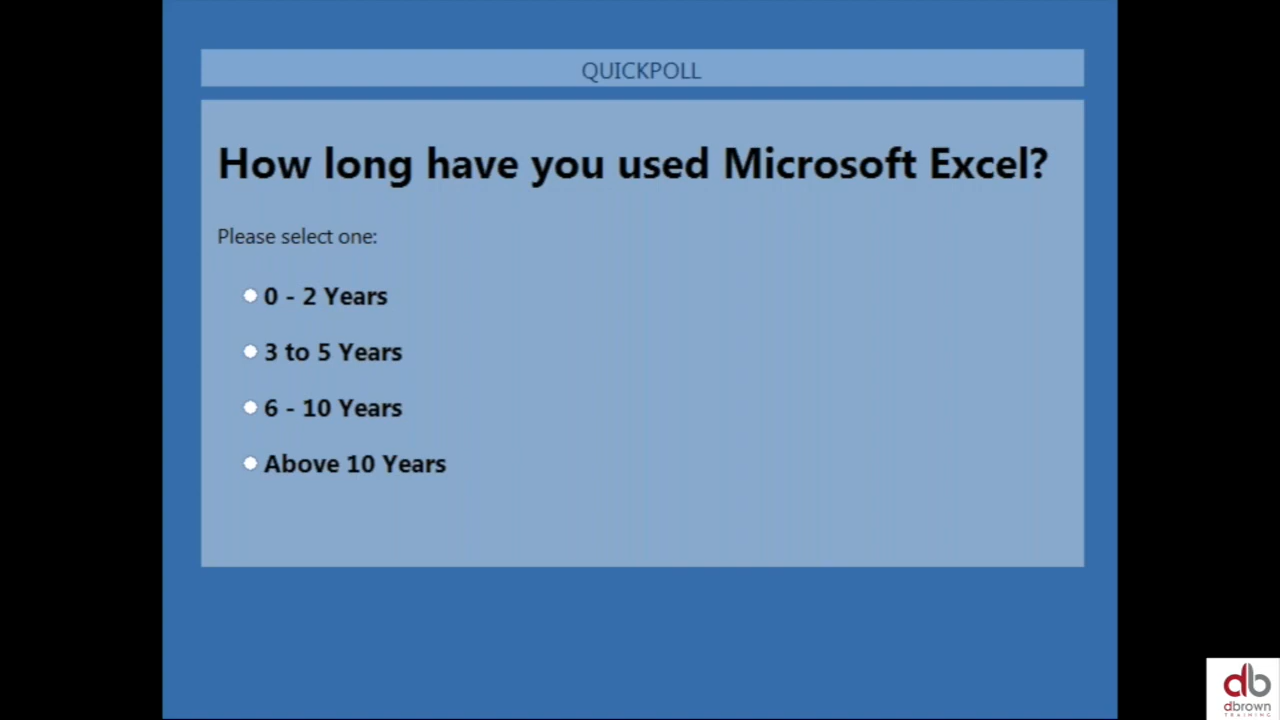 QUICKPOLL
How long have you used Microsoft Excel?
Please select one:
0 - 2 Years
3 to 5 Years
6 - 10 Years
Above 10 Years
db
dbrown
TRAINING